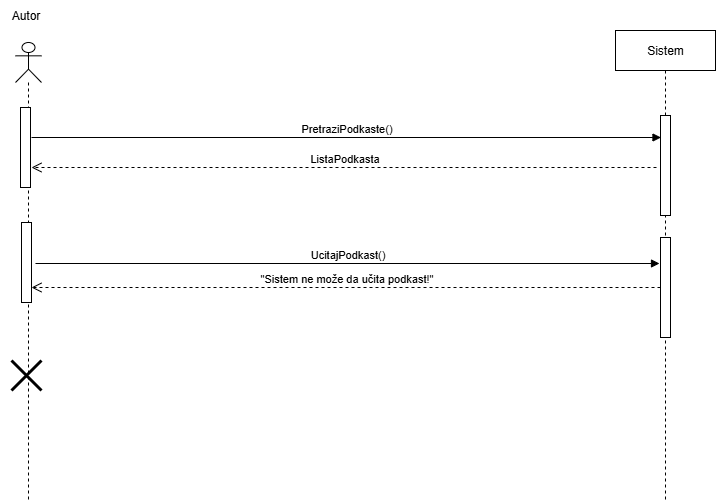 Autor
Sistem
PretraziPodkaste()
ListaPodkasta
UcitajPodkast()
"Sistem ne može da učita podkast!"